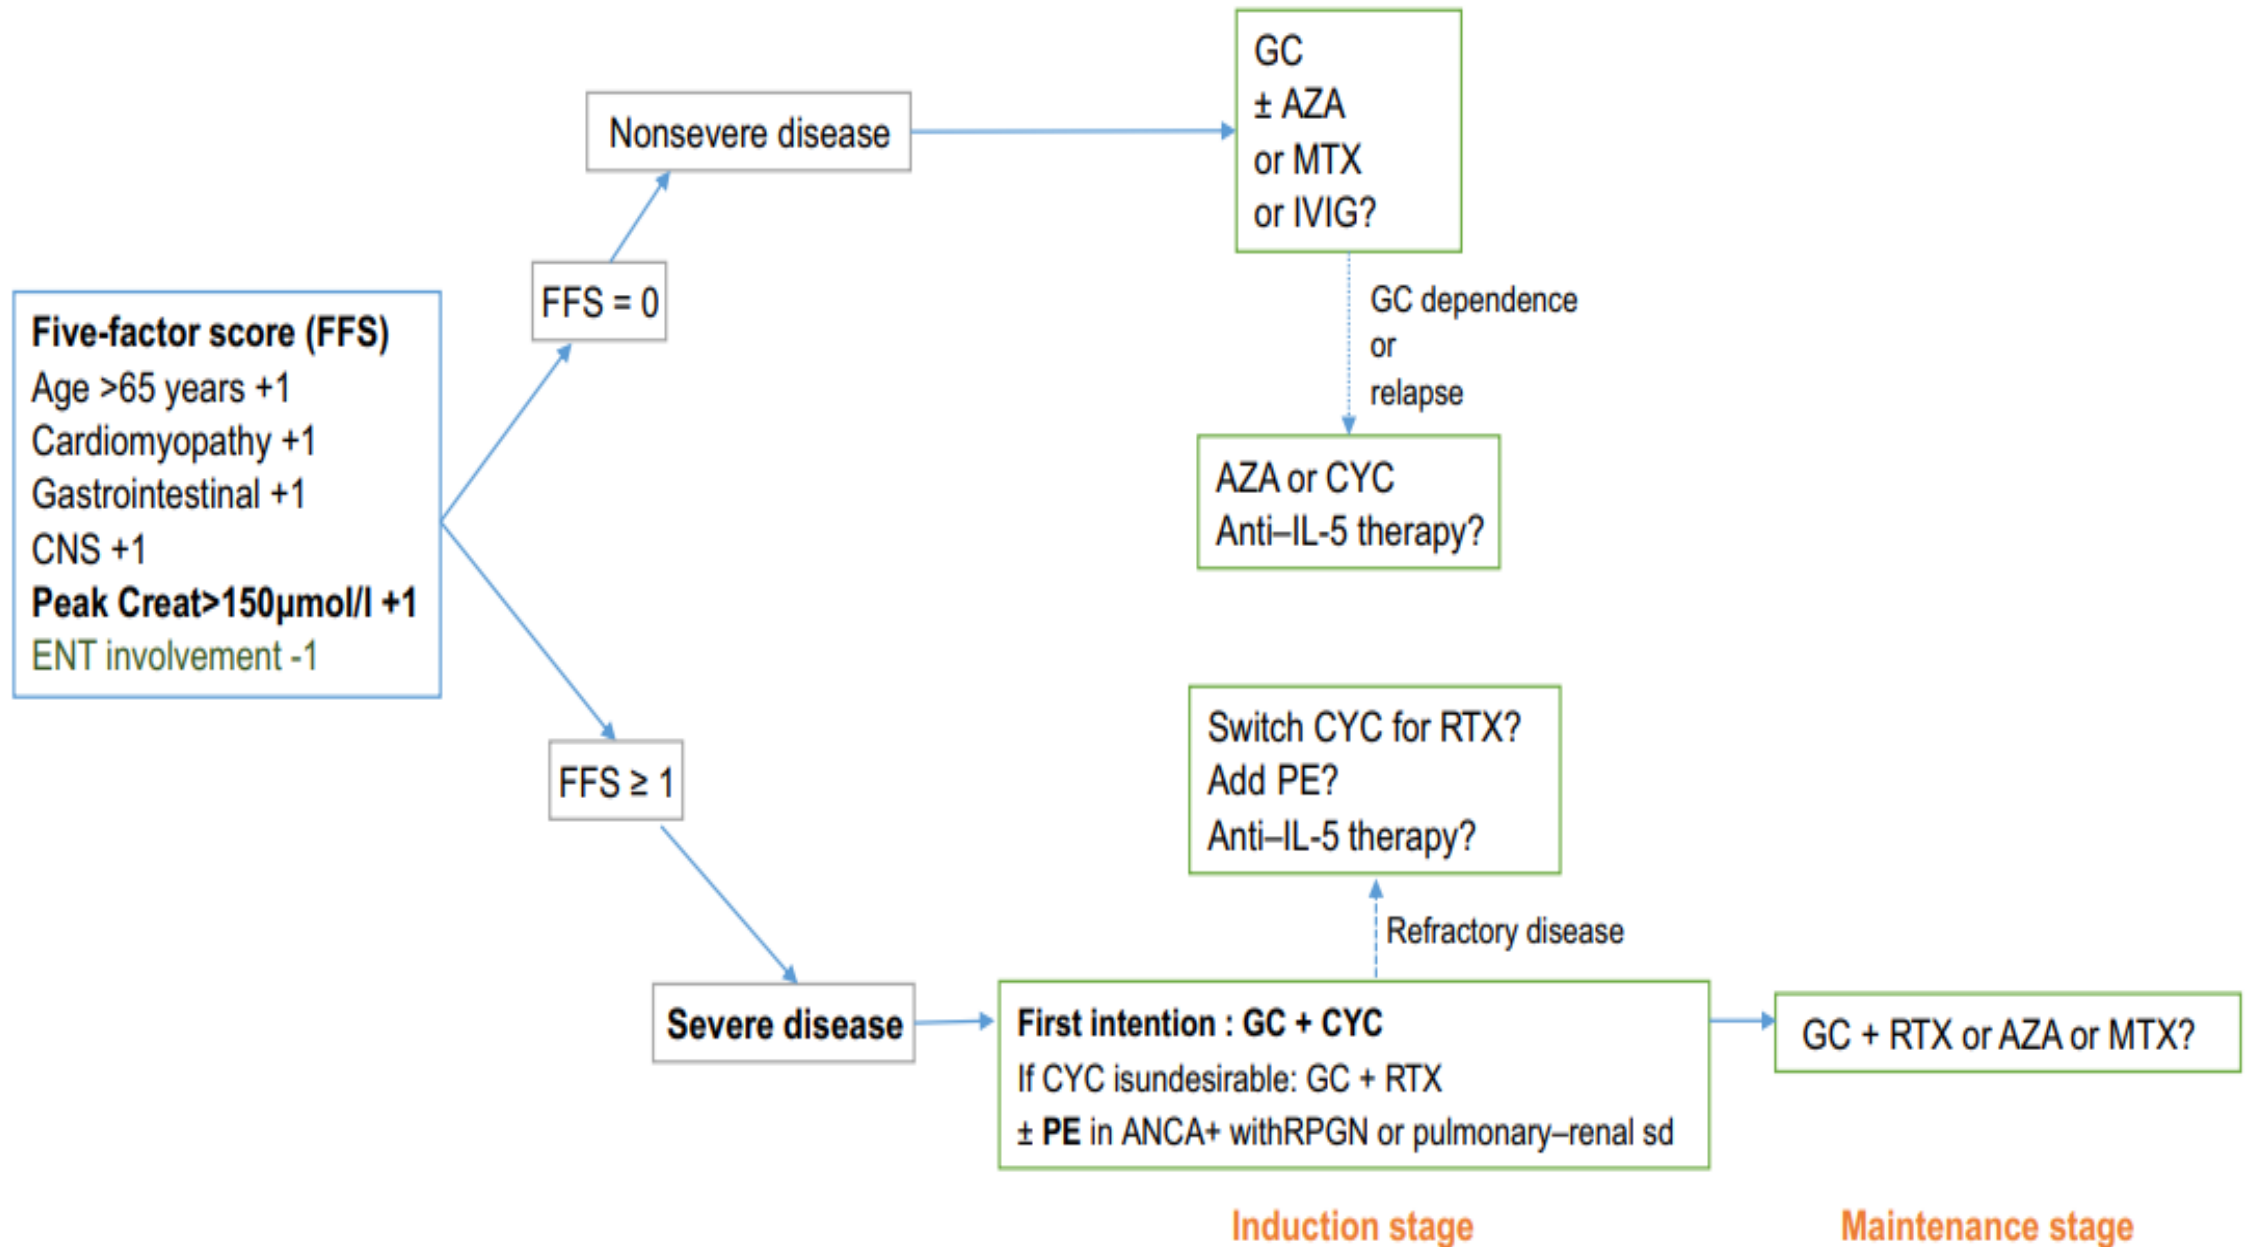 Five-factor score (FFS)
Age >65 years +1
Cardiomyopathy +1
Gastrointestinal +1
CNS +1
Peak Creat>150µmol/l +1
ENT involvement -1
FFS = 0
Nonsevere disease
GC
± AZA
or MTX
or IVIG?
GC dependence
or
relapse
AZA or CYC
Anti–IL-5 therapy?
FFS ≥ 1
Severe disease
First intention : GC + CYC
If CYC isundesirable: GC + RTX
± PE in ANCA+ withRPGN or pulmonary–renal sd
Refractory disease
Switch CYC for RTX?
Add PE?
Anti–IL-5 therapy?
GC + RTX or AZA or MTX?
Induction stage
Maintenance stage